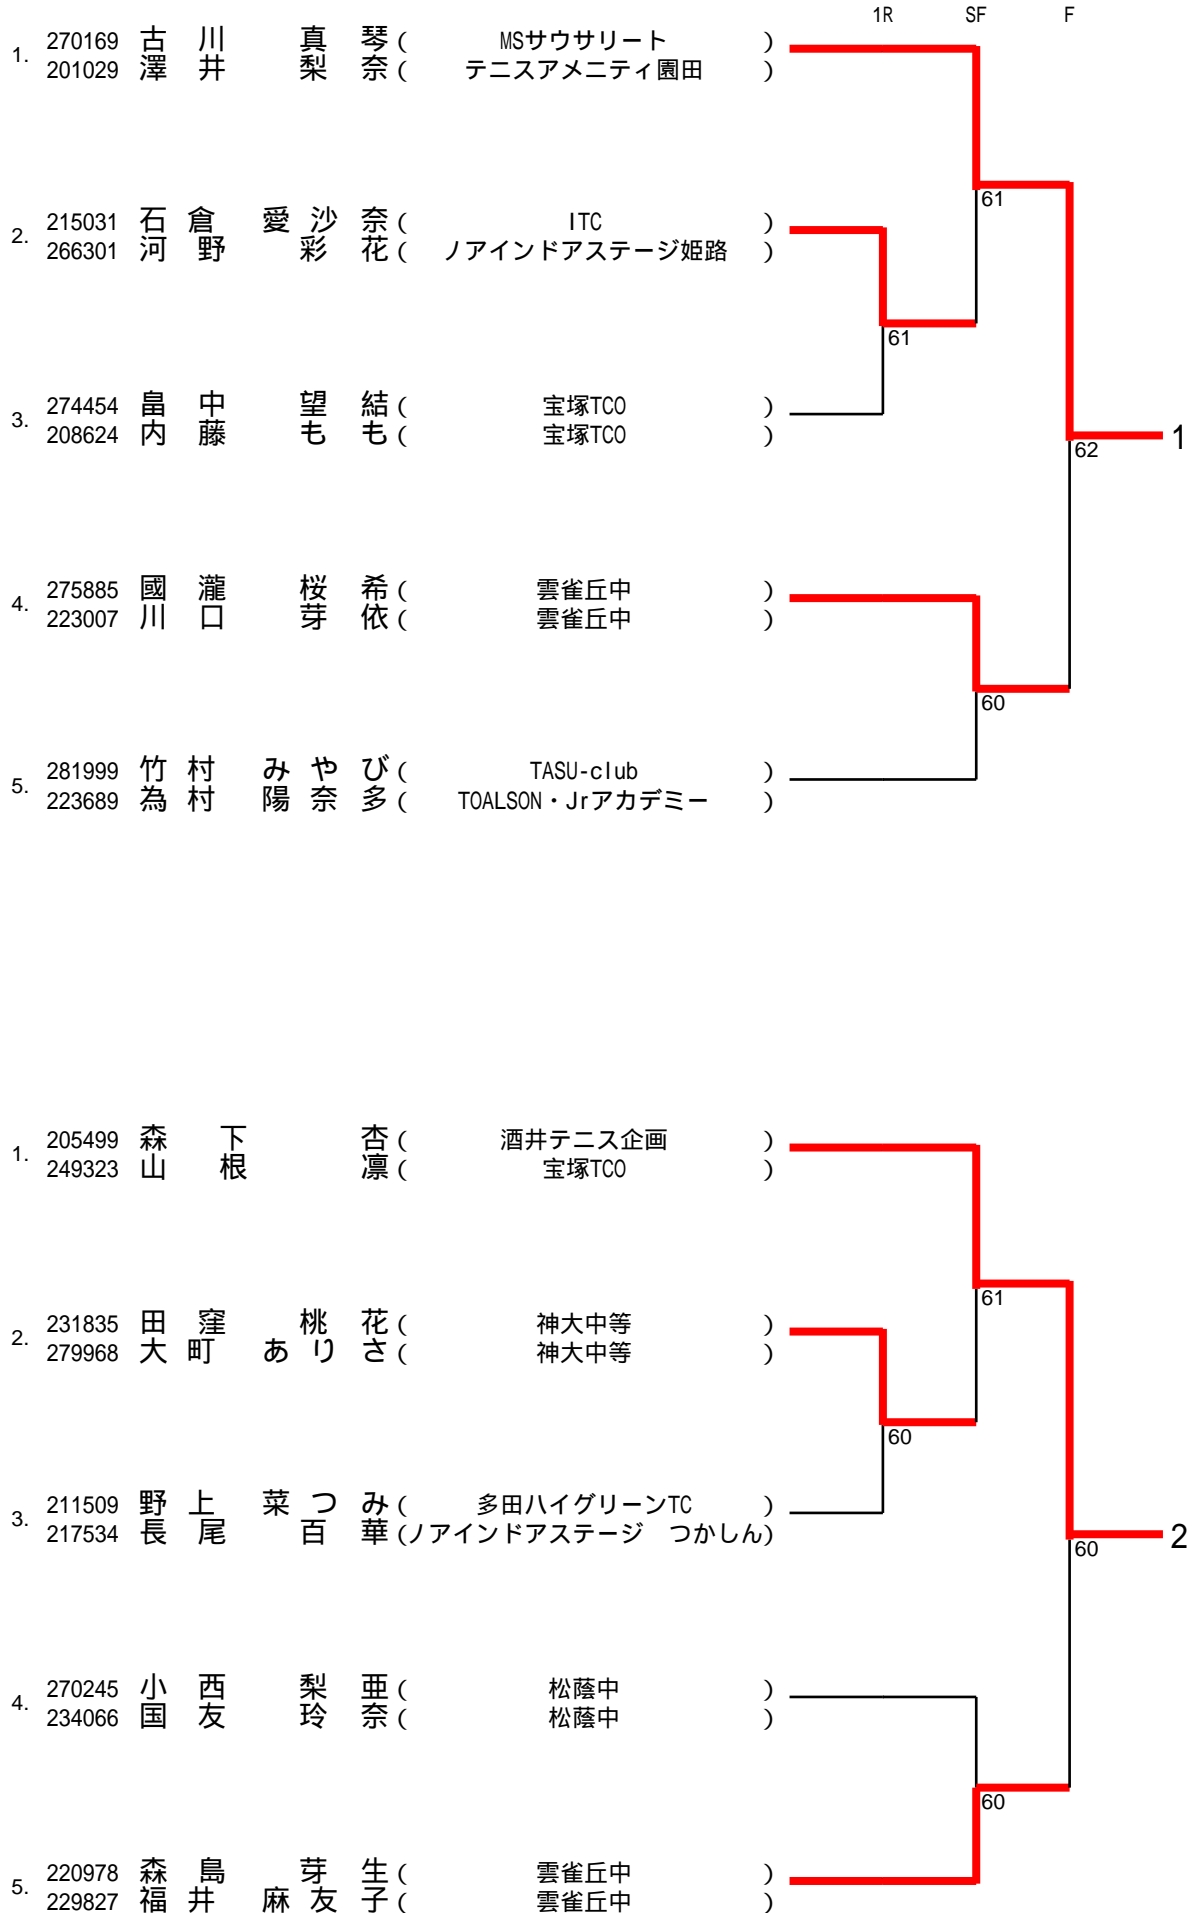 1R SF F
1. 270169 古川 真琴 ( MSサウサリート )
201029 澤井 梨奈 ( テニスアメニティ園田 )
61
2. 215031 石倉 愛沙奈 ( ITC )
266301 河野 彩花 ( ノアインドアステージ姫路 )
61
3. 274454 畠中 望結 ( 宝塚TCO )
208624 内藤 もも ( 宝塚TCO )
62 1
4. 275885 國瀧 桜希 ( 雲雀丘中 )
223007 川口 芽依 ( 雲雀丘中 )
60
5. 281999 竹村 みやび ( TASU-club )
223689 為村 陽奈多 ( TOALSON・Jrアカデミー )
1. 205499 森下 杏 ( 酒井テニス企画 )
249323 山根 凛 ( 宝塚TCO )
61
2. 231835 田窪 桃花 ( 神大中等 )
279968 大町 ありさ ( 神大中等 )
60
3. 211509 野上 菜つみ ( 多田ハイグリーンTC )
217534 長尾 百華 (ノアインドアステージ　つかしん)
60 2
4. 270245 小西 梨亜 ( 松蔭中 )
234066 国友 玲奈 ( 松蔭中 )
60
5. 220978 森島 芽生 ( 雲雀丘中 )
229827 福井 麻友子 ( 雲雀丘中 )